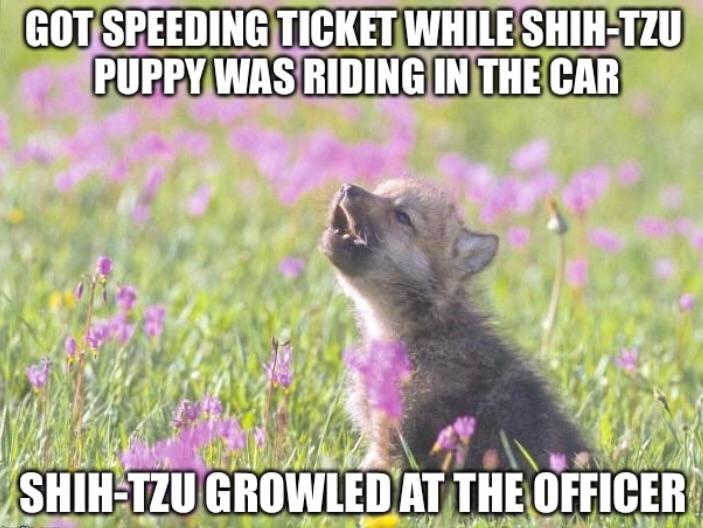 GOT SPEEDING TICKET WHILE SHIH-TZU
PUPPY WAS RIDING IN THE CAR
SHIH-TZU GROWLED AT THE OFFICER